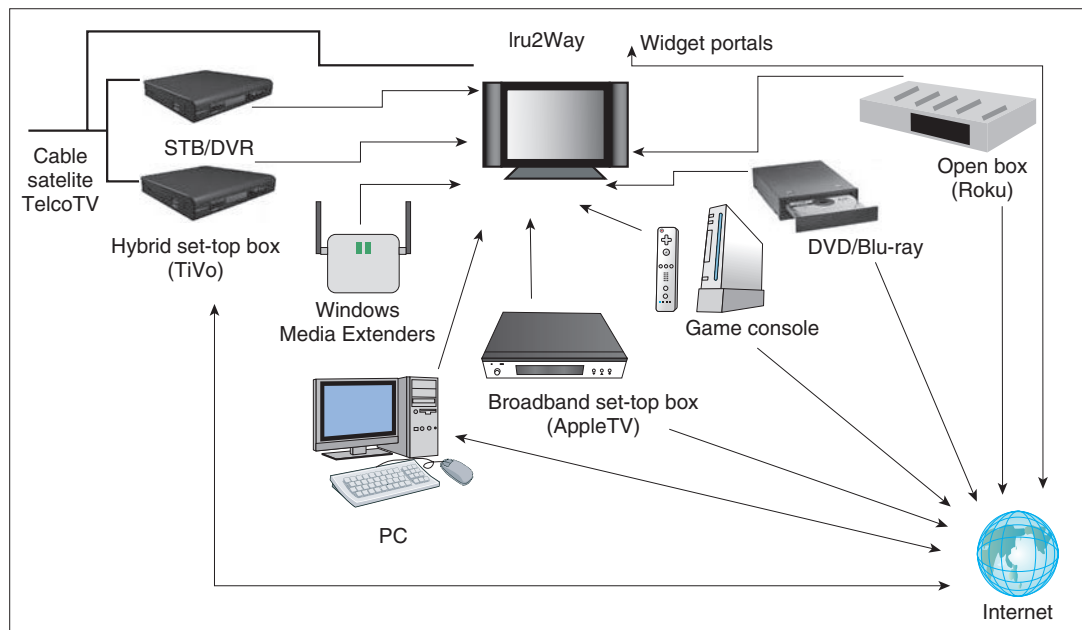 lru2Way
Widget portals
STB/DVR
Cable
satelite
TelcoTV
Hybrid set-top box
(TiVo)
Open box
(Roku)
DVD/Blu-ray
Windows
Media Extenders
Game console
Broadband set-top box
(AppleTV)
PC
Internet